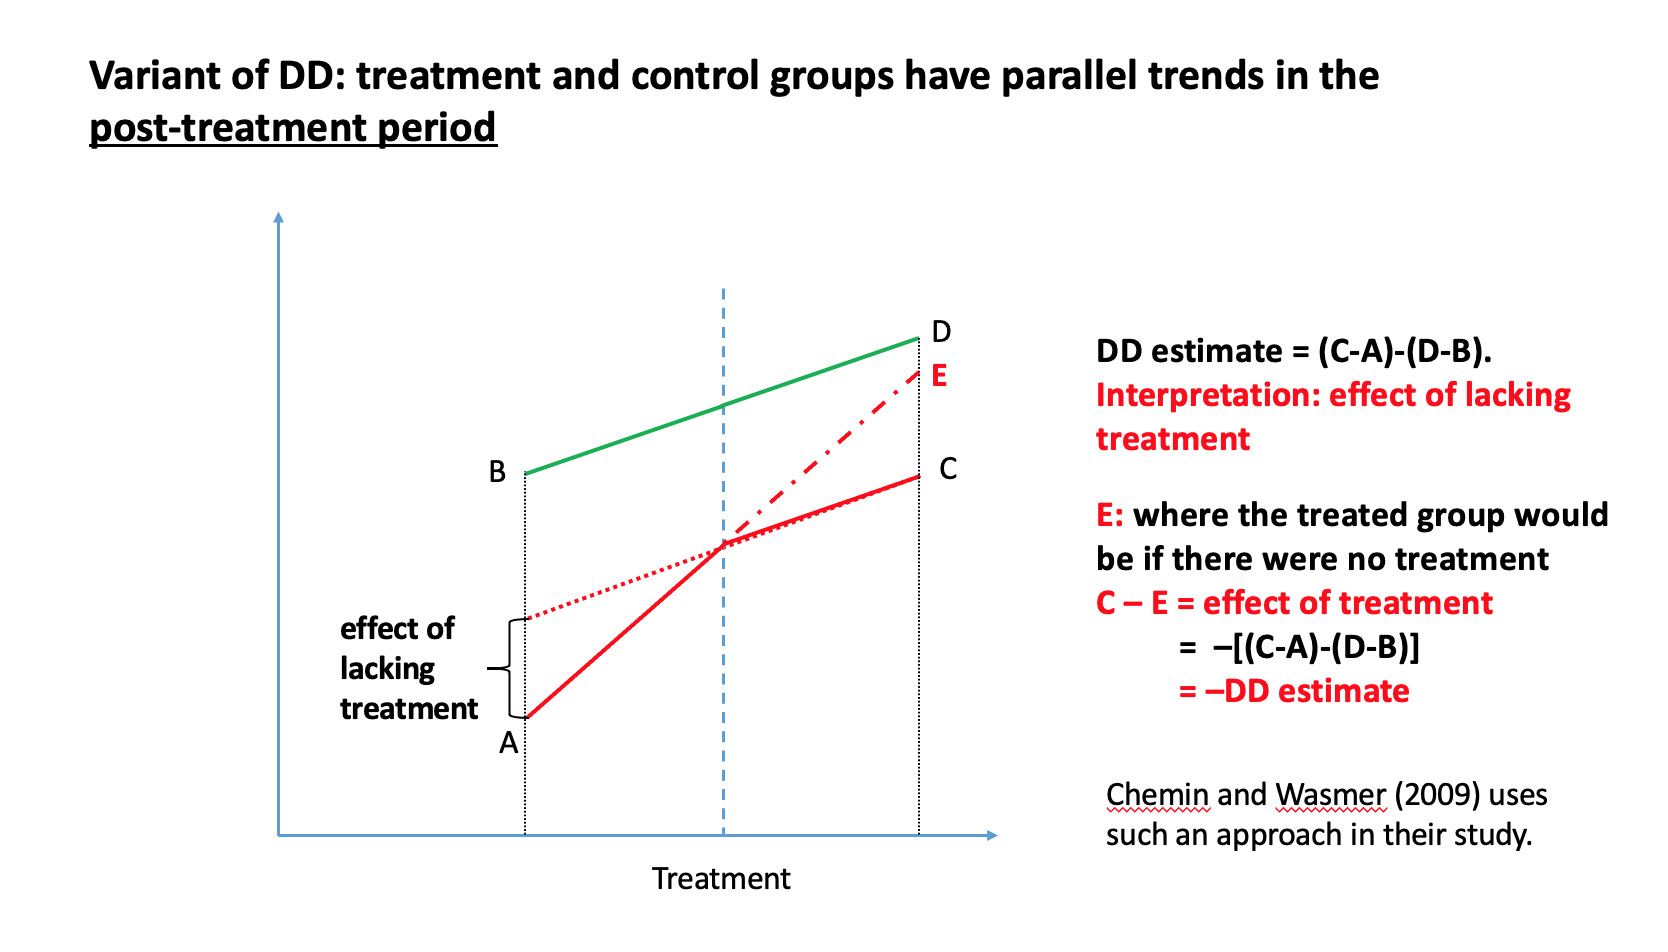 Variant of DD: treatment and control groups have parallel trends in the
post-treatment period
D
E
B
C
effect of
lacking
treatment
A
Treatment
DD estimate = (C-A)-(D-B).
Interpretation: effect of lacking
treatment
E: where the treated group would
be if there were no treatment
C – E = effect of treatment
= –[(C-A)-(D-B)]
= –DD estimate
Chemin and Wasmer (2009) uses
such an approach in their study.